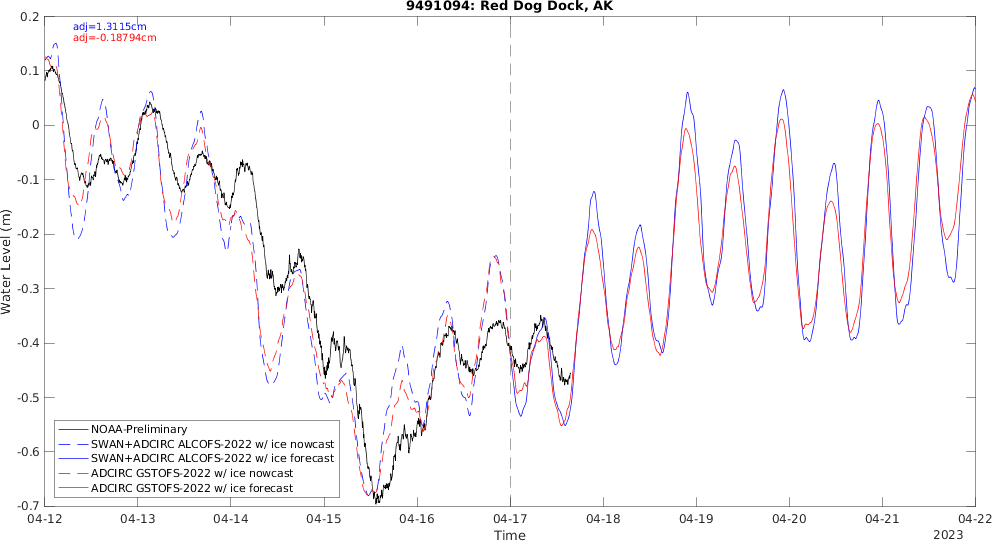 9491094: Red Dog Dock, AK
adj=1.3115cm
adj=-0.18794cm
Water Level (m)
0.2
0.1
0
-0.1
-0.2
-0.3
-0.4
-0.5
-0.6
-0.7
NOAA-Preliminary
SWAN+ADCIRC ALCOFS-2022 w/ ice nowcast
SWAN+ADCIRC ALCOFS-2022 w/ ice forecast
ADCIRC GSTOFS-2022 w/ ice nowcast
ADCIRC GSTOFS-2022 w/ ice forecast
04-12 04-13 04-14 04-15 04-16 04-17 04-18 04-19 04-20 04-21 04-22
Time
2023